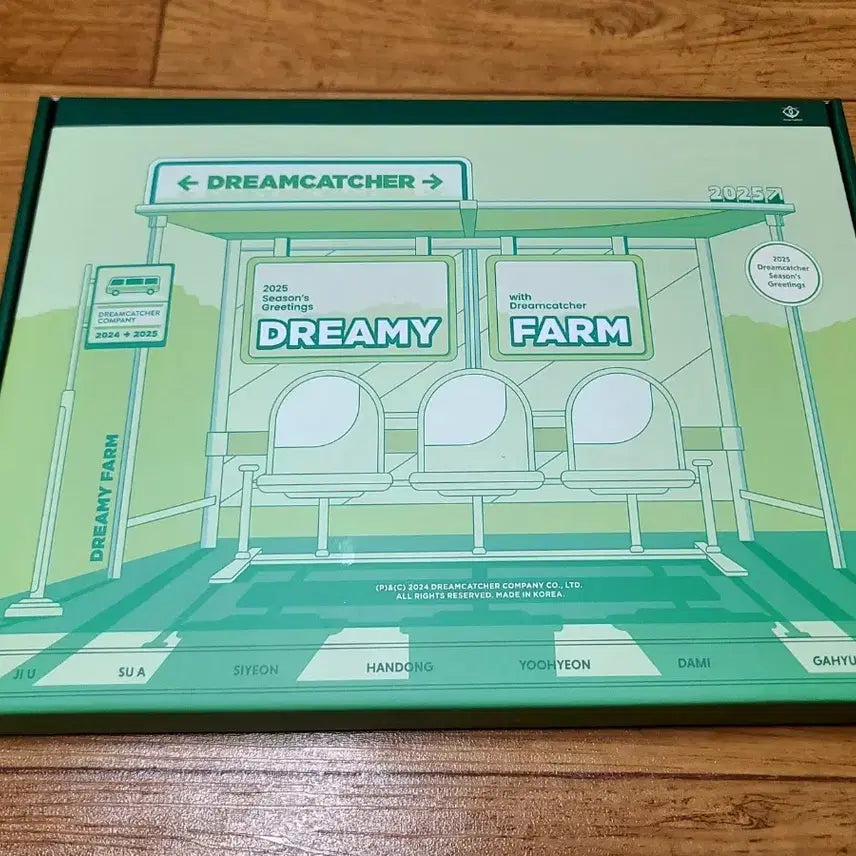 ← DREAMCATCHER →
2025
2025
Dreamcatcher
Season's
Greetings
DREAMCATCHER
COMPANY
2024 → 2025
2025
Season's
Greetings
DREAMY
with
Dreamcatcher
FARM
DREAMY FARM
(P)&(C) 2024 DREAMCATCHER COMPANY CO., LTD.
ALL RIGHTS RESERVED. MADE IN KOREA.
JI U SU A SIYEON HANDONG YOOHYEON DAMI GAHYU